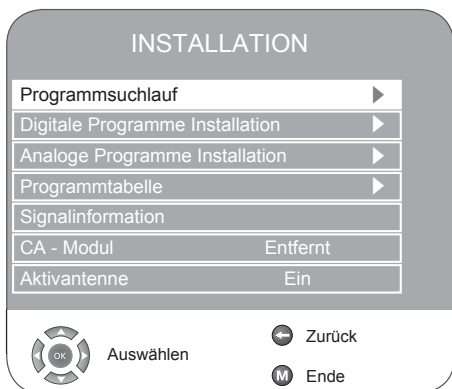 INSTALLATION
Programmsuchlauf
Digitale Programme Installation
Analoge Programme Installation
Programmtabelle
Signalinformation
CA - Modul Entfernt
Aktivantenne Ein
OK Auswählen
Zurück
M Ende